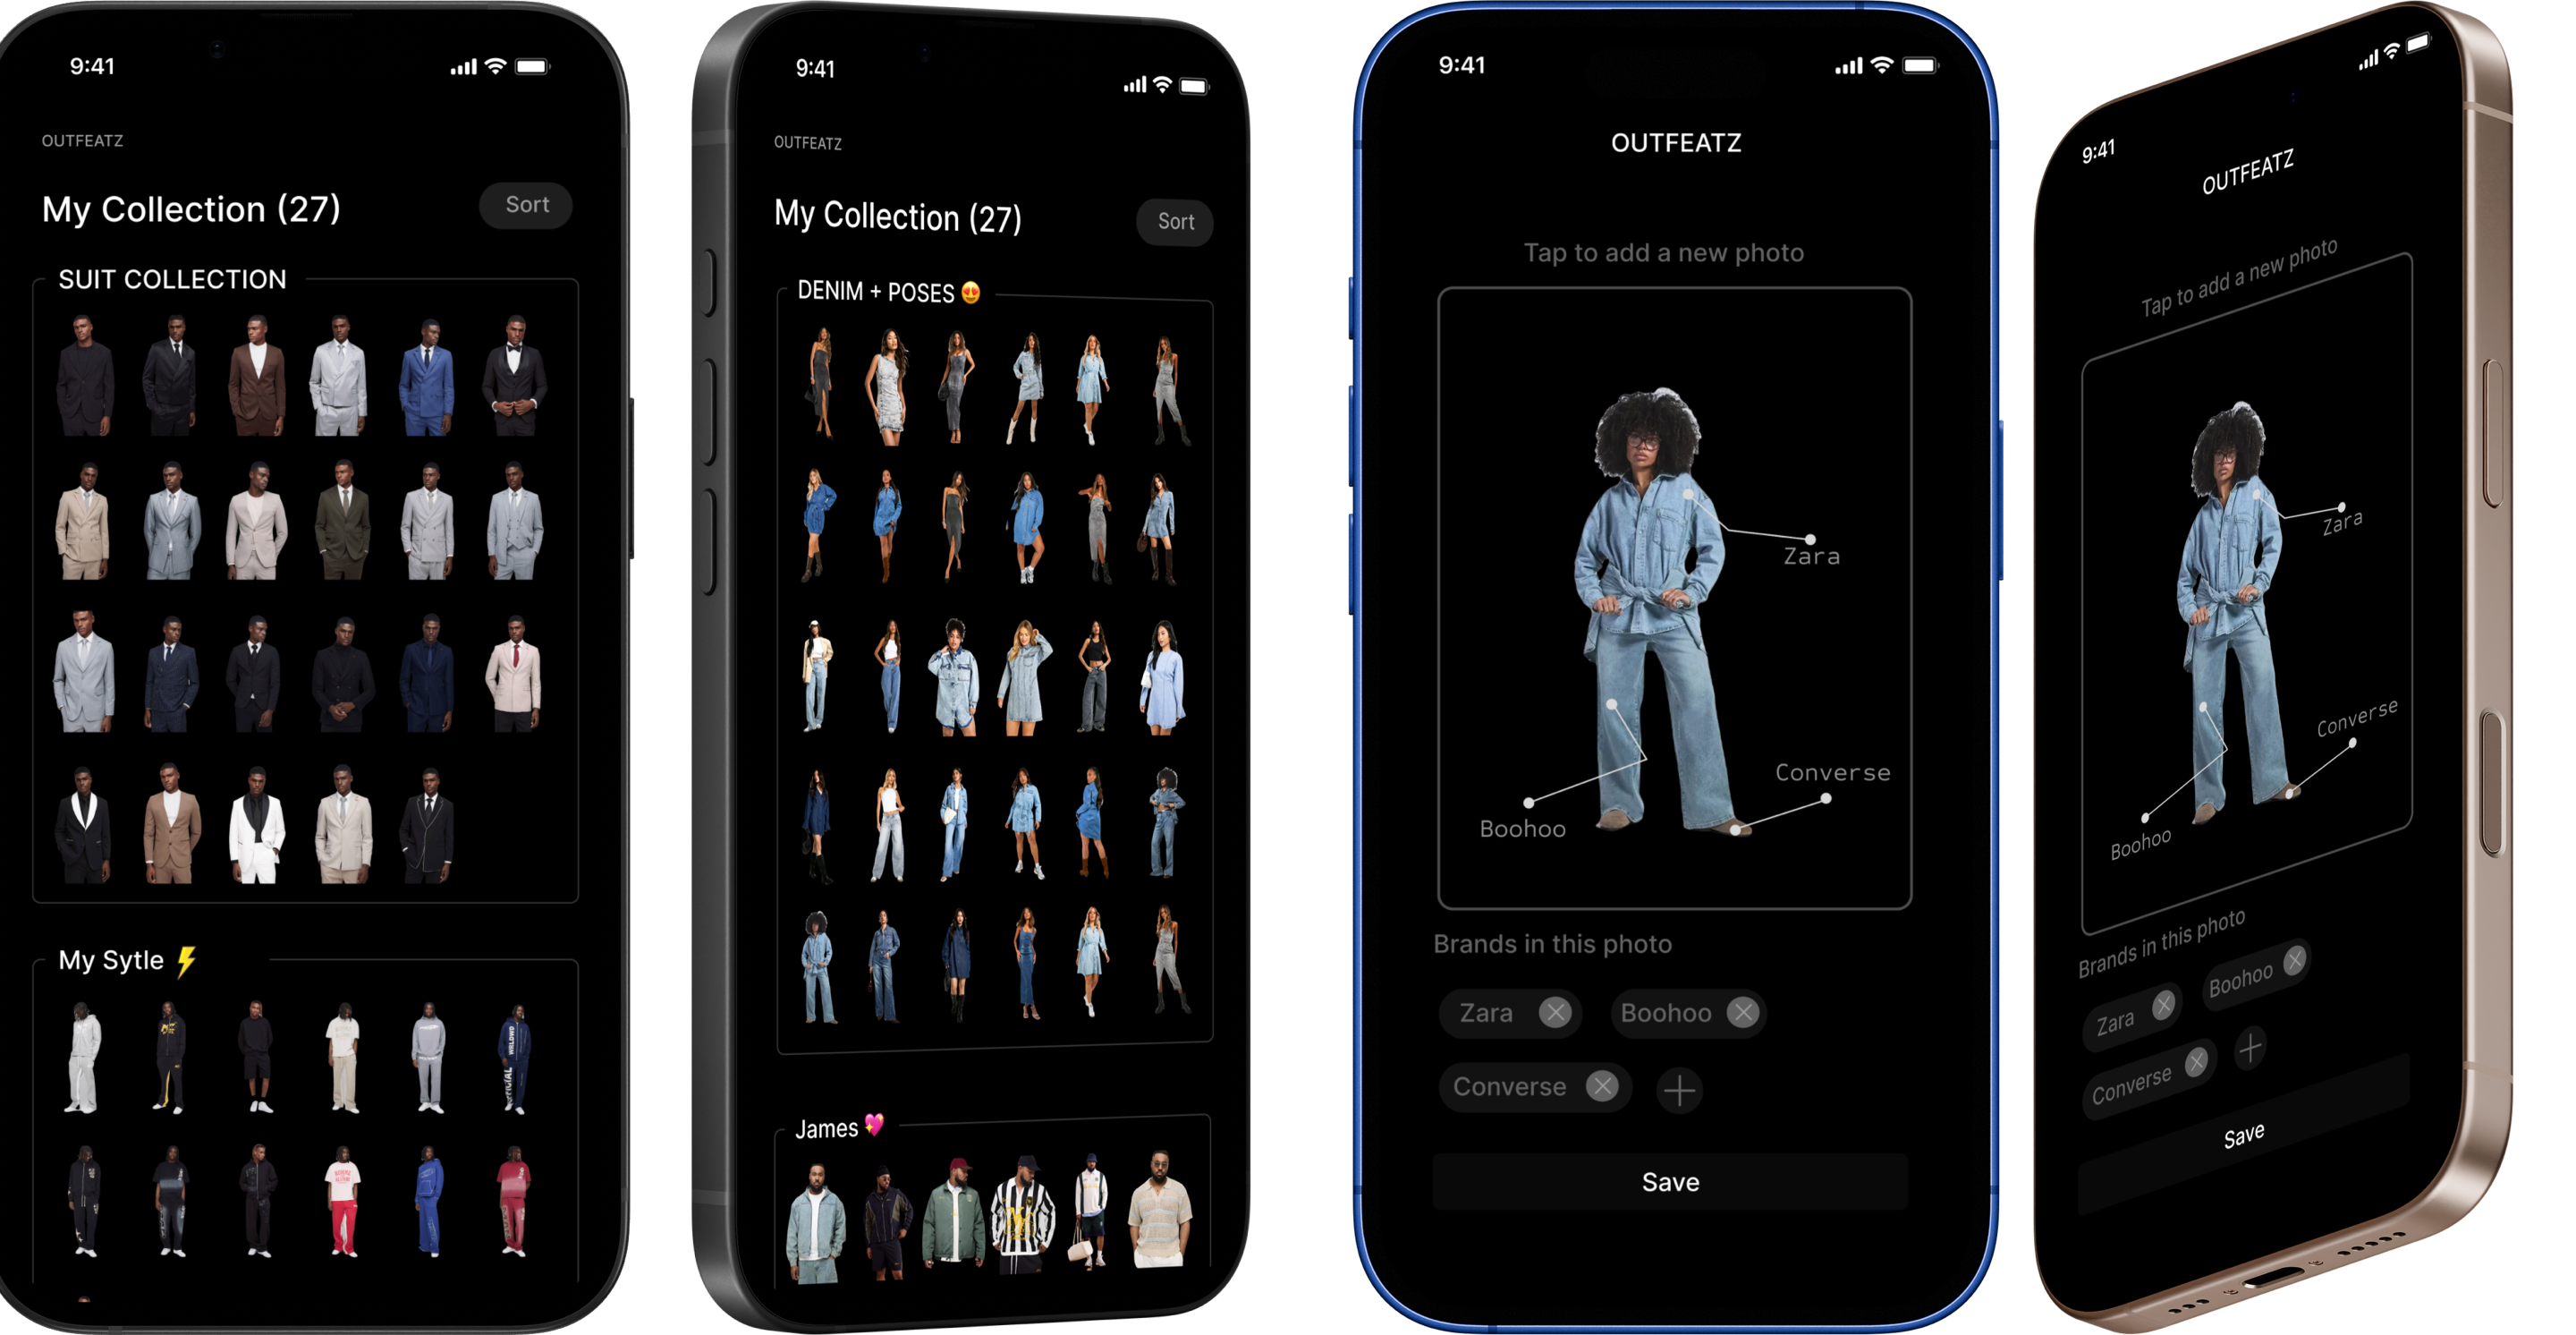 9:41
OUTFEATZ
My Collection (27)
Sort
SUIT COLLECTION
My Sytle ⚡
9:41
OUTFEATZ
My Collection (27)
Sort
DENIM + POSES 😍
James 💖
9:41
OUTFEATZ
Tap to add a new photo
Zara
Converse
Boohoo
Brands in this photo
Zara
Boohoo
Converse
Save
9:41
OUTFEATZ
Tap to add a new photo
Zara
Converse
Boohoo
Brands in this photo
Zara
Boohoo
Converse
Save